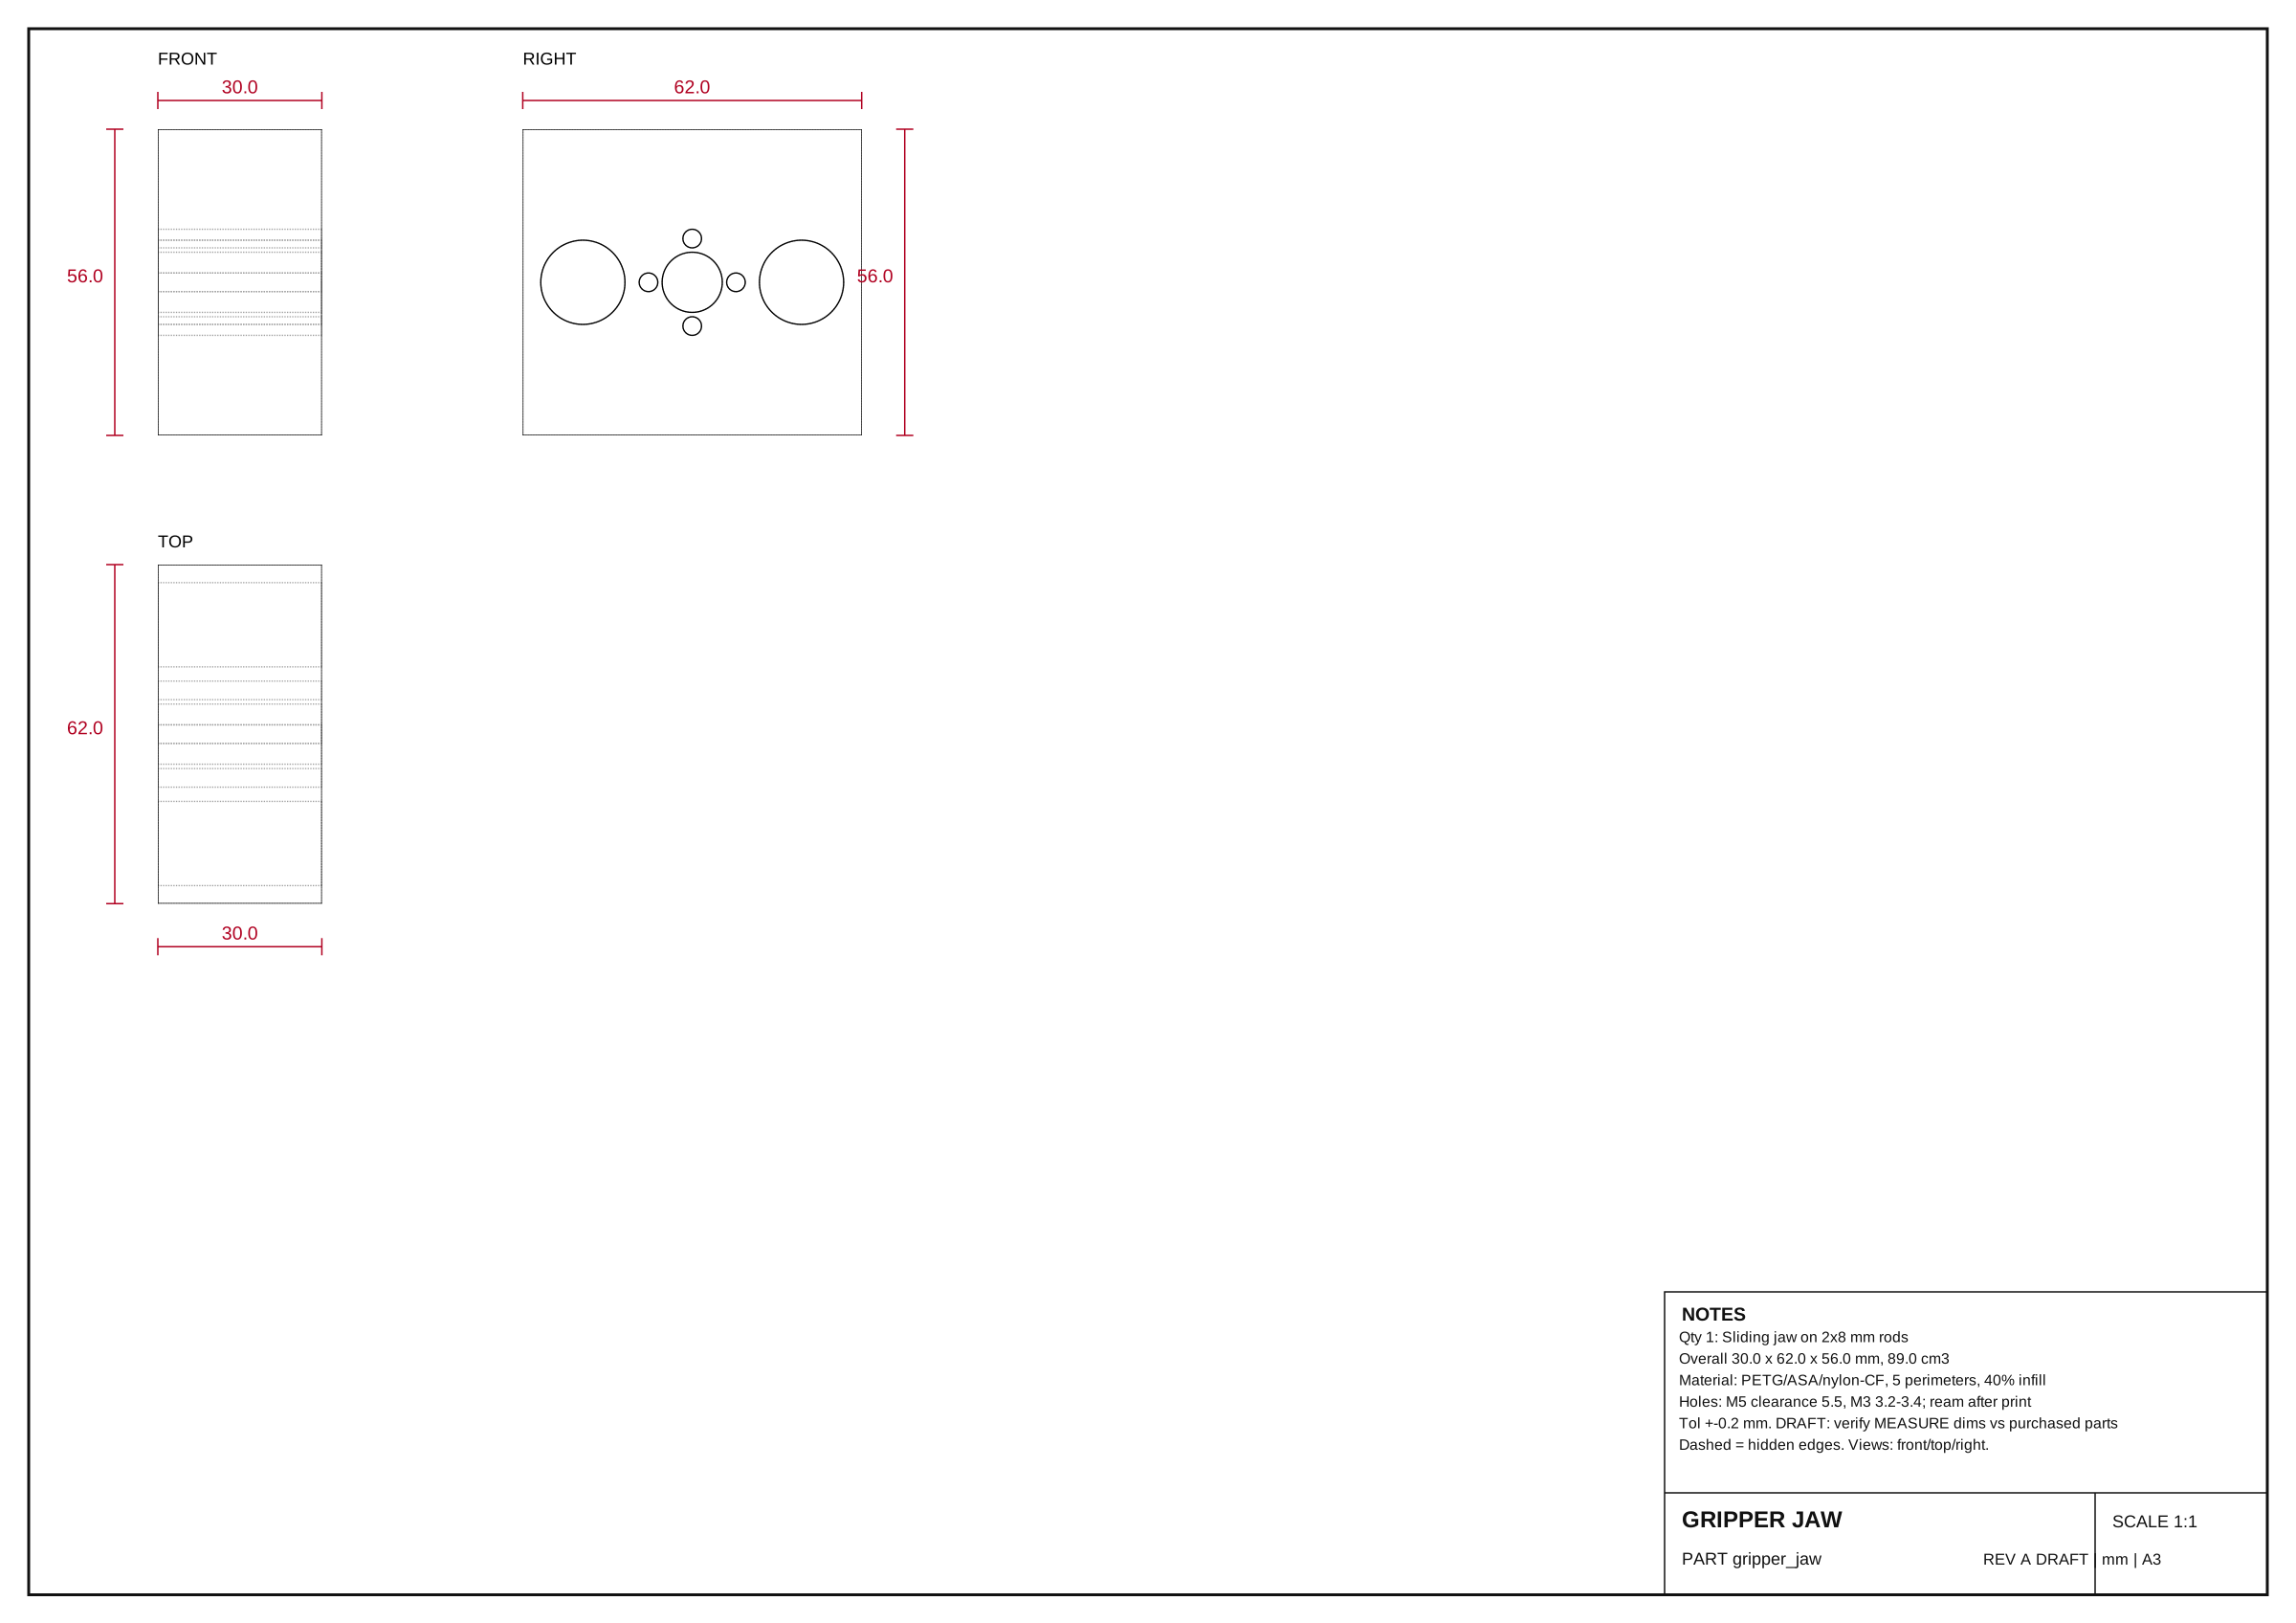 FRONT
RIGHT
30.0
62.0
56.0
56.0
TOP
62.0
30.0
NOTES
Qty 1: Sliding jaw on 2x8 mm rods
Overall 30.0 x 62.0 x 56.0 mm, 89.0 cm3
Material: PETG/ASA/nylon-CF, 5 perimeters, 40% infill
Holes: M5 clearance 5.5, M3 3.2-3.4; ream after print
Tol +-0.2 mm. DRAFT: verify MEASURE dims vs purchased parts
Dashed = hidden edges. Views: front/top/right.
GRIPPER JAW
SCALE 1:1
PART gripper_jaw
REV A DRAFT | mm | A3